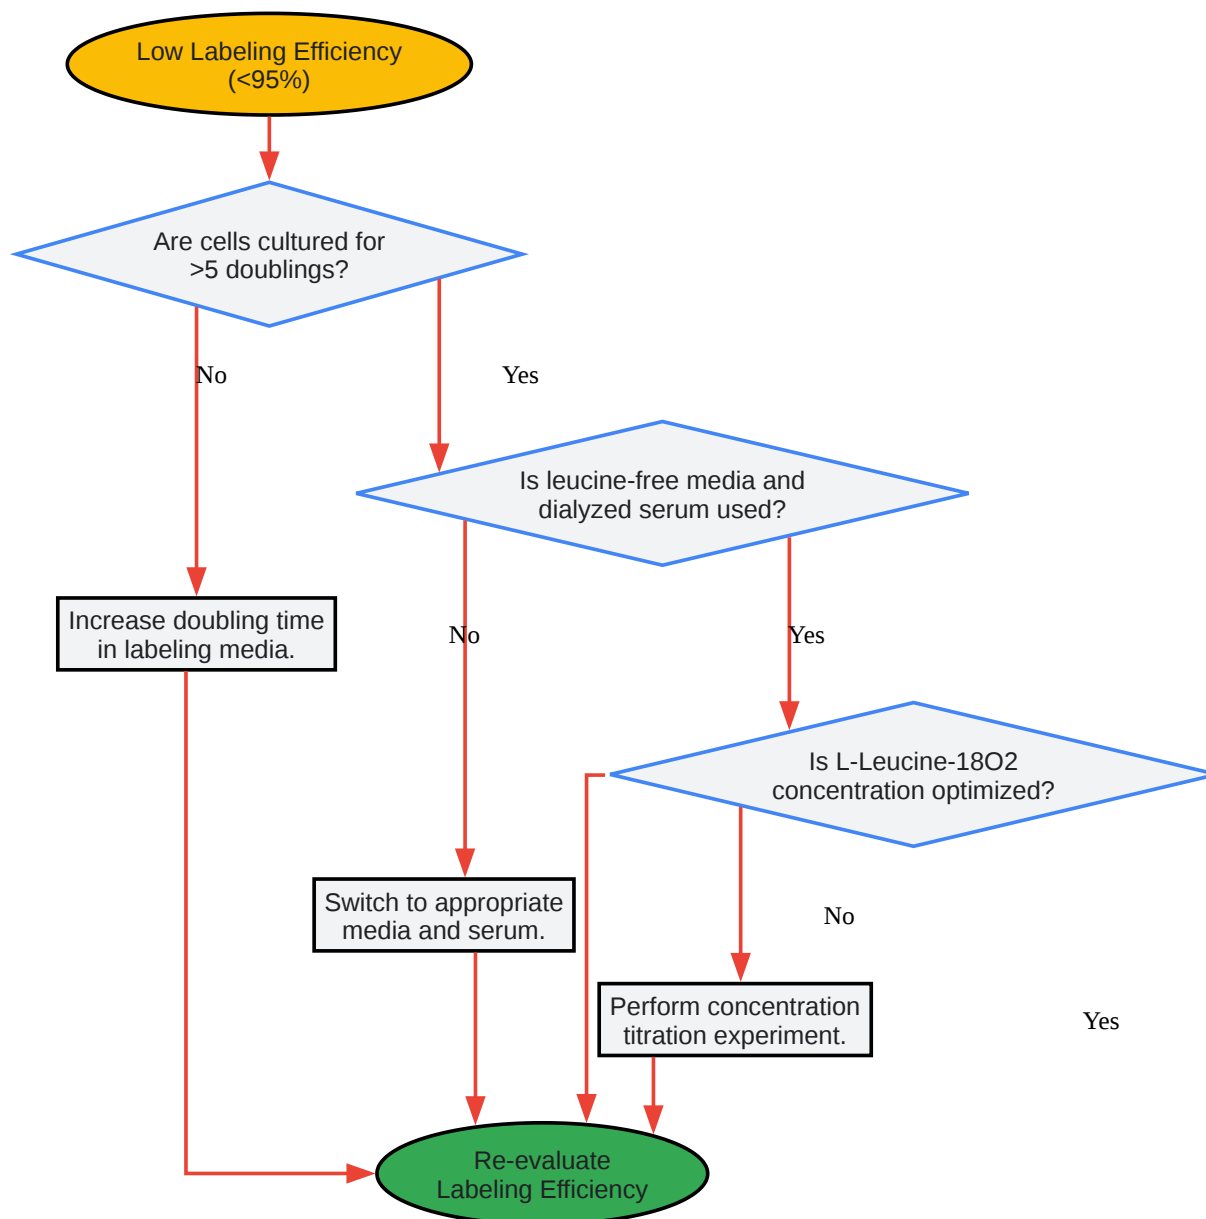 Low Labeling Efficiency
(<95%)
Are cells cultured for
>5 doublings?
No
Yes
Is leucine-free media and
dialyzed serum used?
Increase doubling time
in labeling media.
No
Yes
Is L-Leucine-18O2
concentration optimized?
Switch to appropriate
media and serum.
No
Perform concentration
titration experiment.
Yes
Re-evaluate
Labeling Efficiency